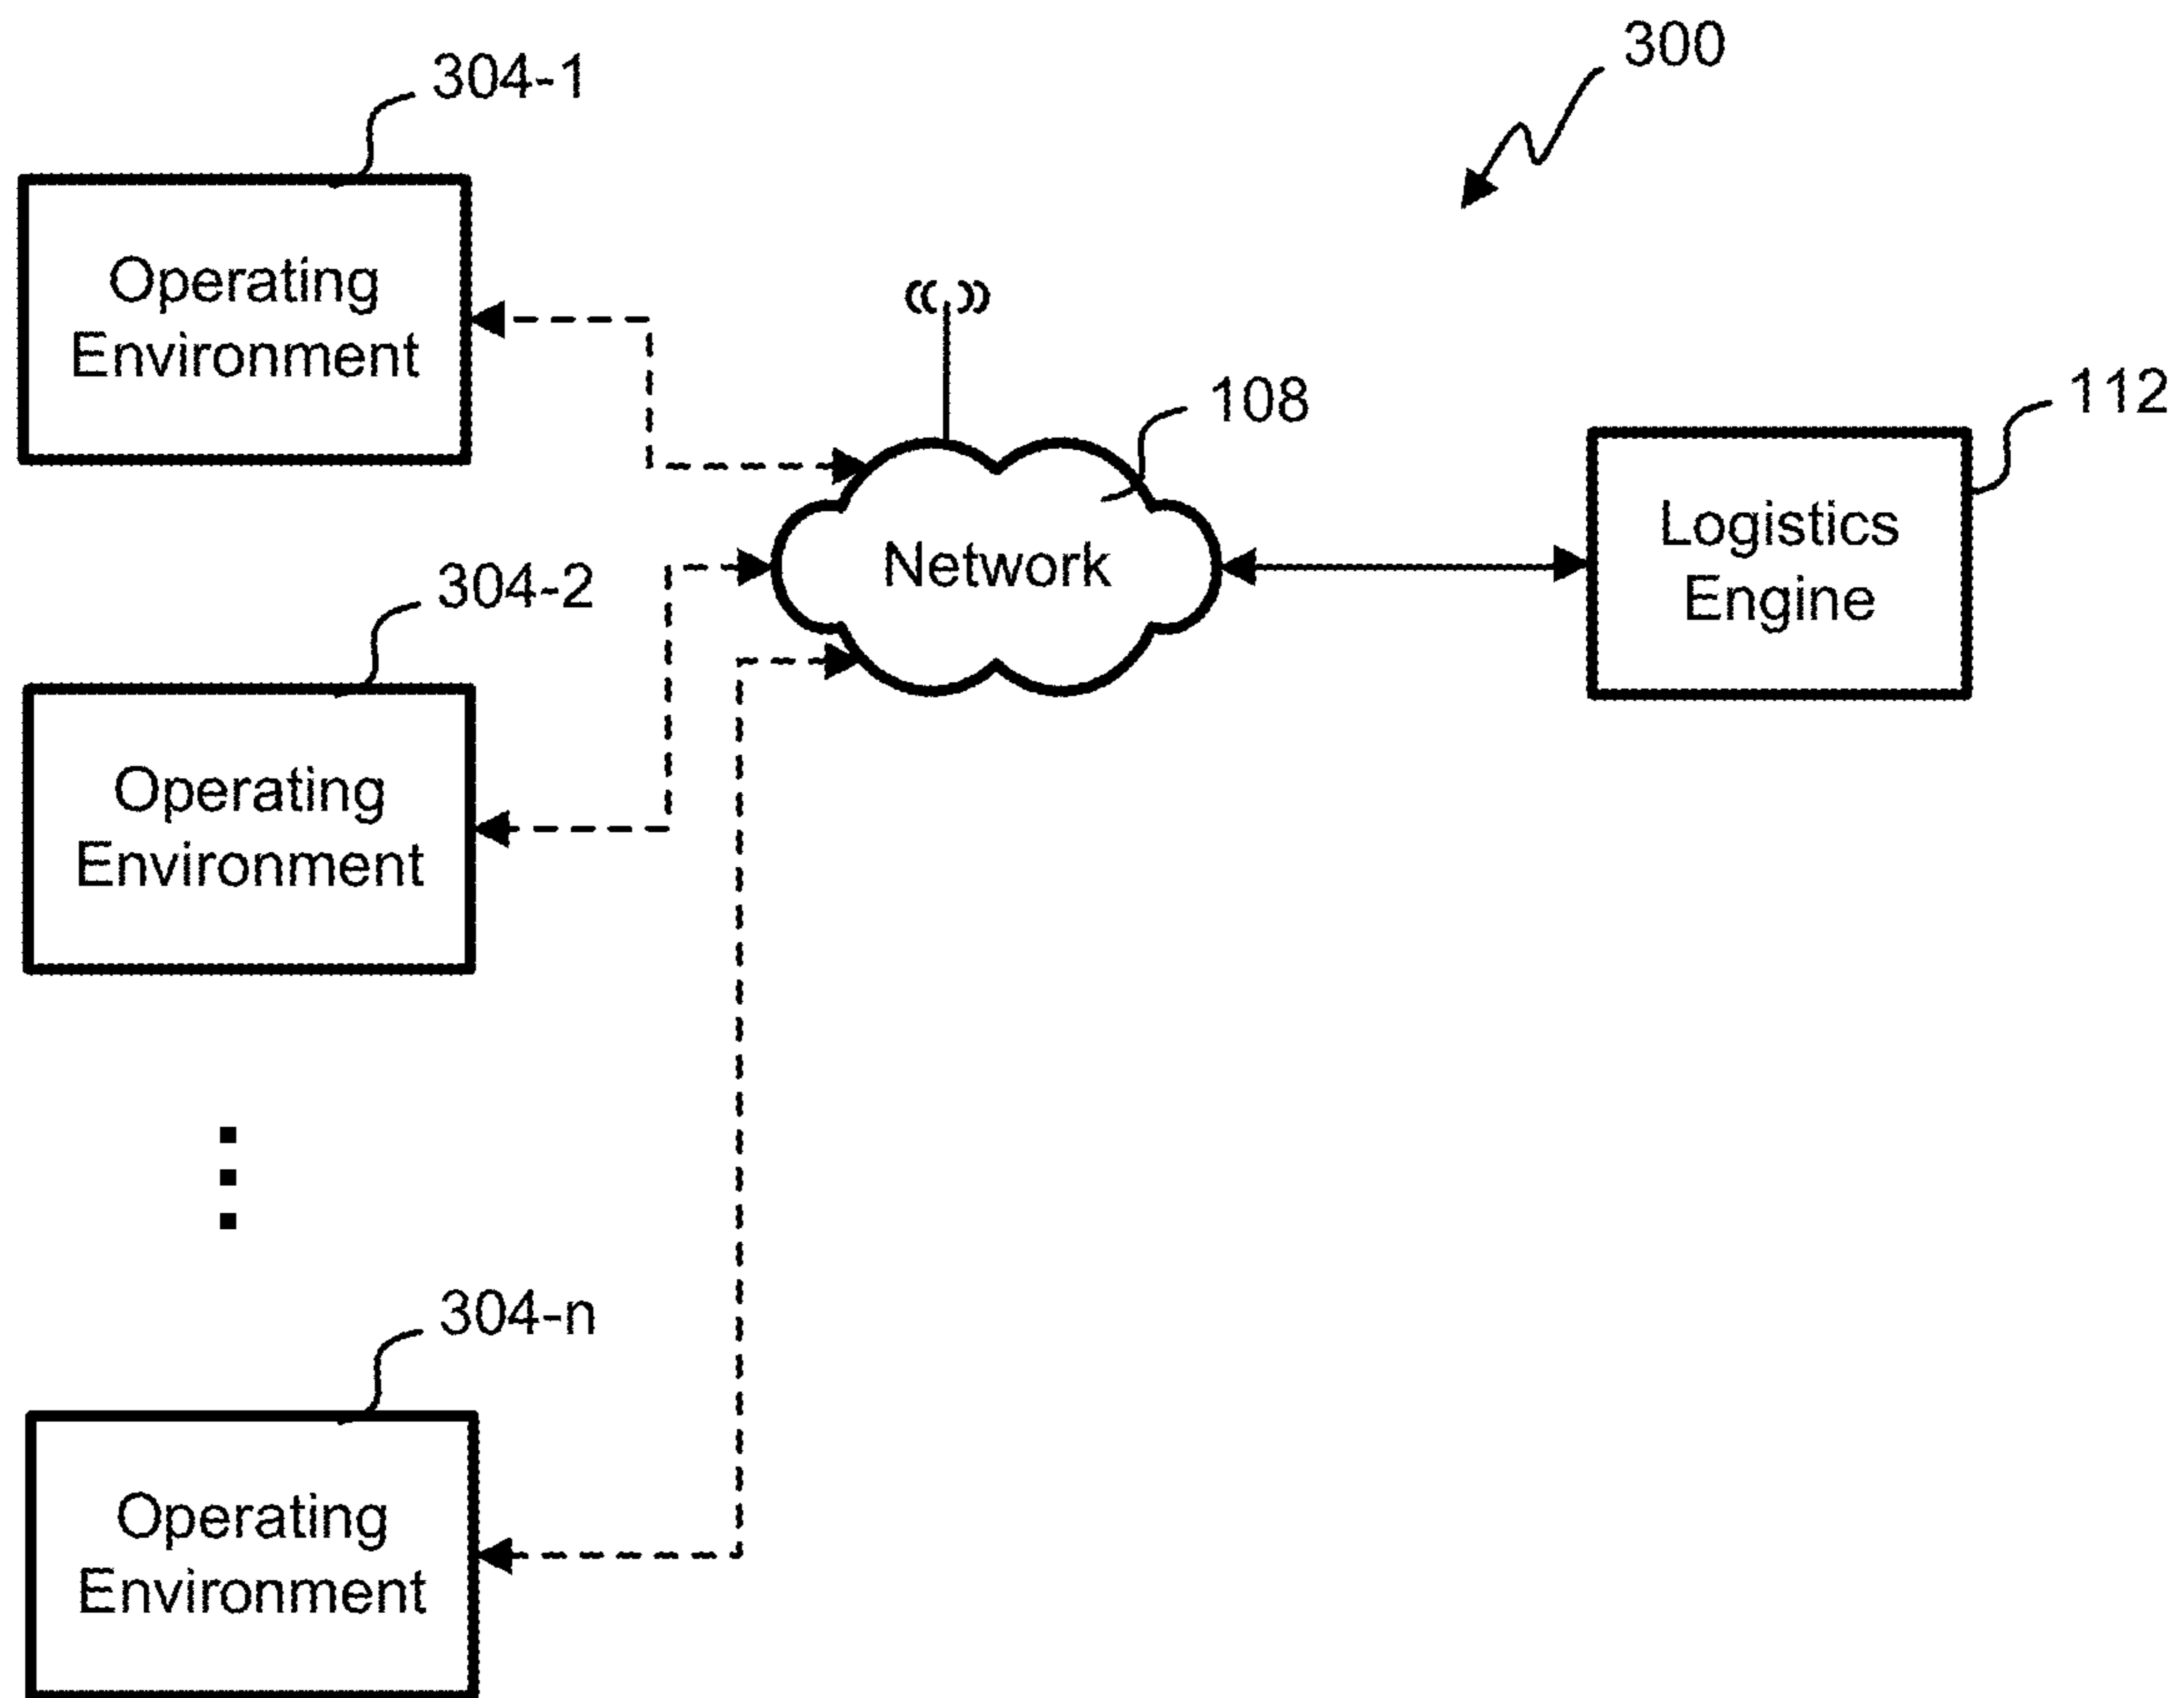 300
304-1
Operating
Environment
108
112
Network
Logistics
Engine
304-2
Operating
Environment
304-n
Operating
Environment